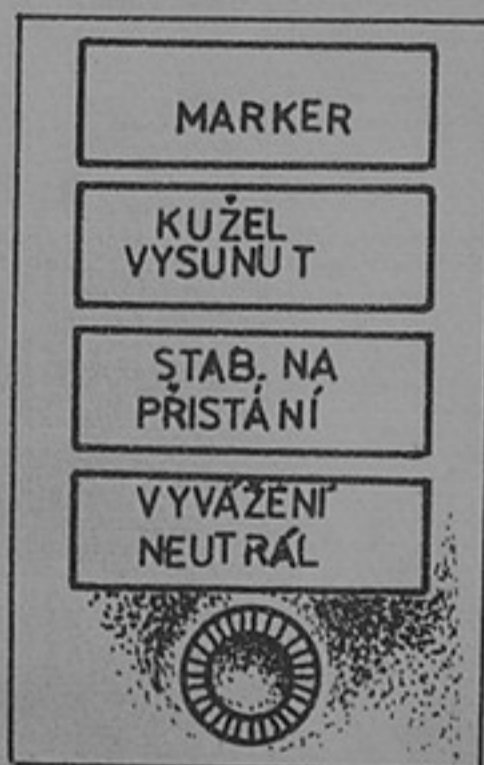 MARKER
KUŽEL
VYSUNUT
STAB. NA
PŘISTÁNÍ
VYVÁŽENÍ
NEUTRÁL